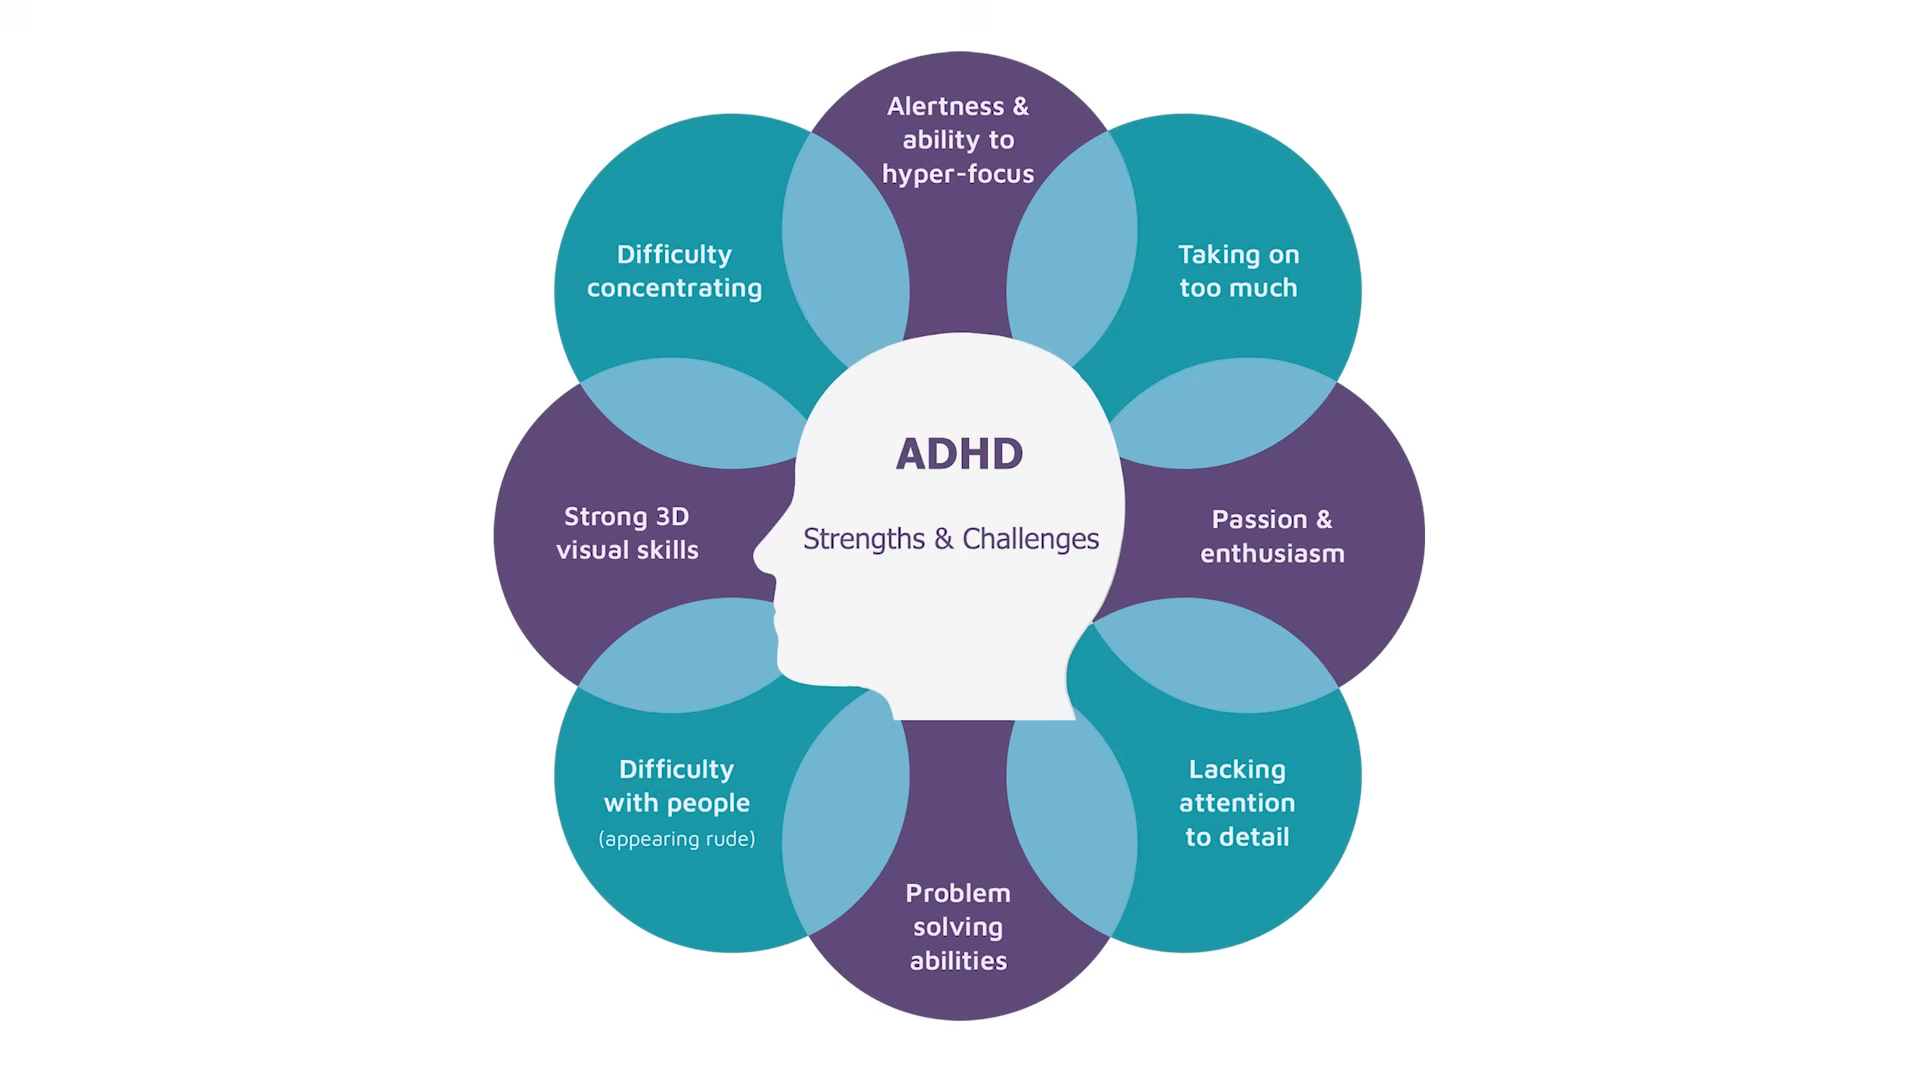 Alertness &
ability to
hyper-focus
Difficulty
concentrating
Taking on
too much
ADHD
Strengths & Challenges
Strong 3D
visual skills
Passion &
enthusiasm
Difficulty
with people
(appearing rude)
Lacking
attention
to detail
Problem
solving
abilities